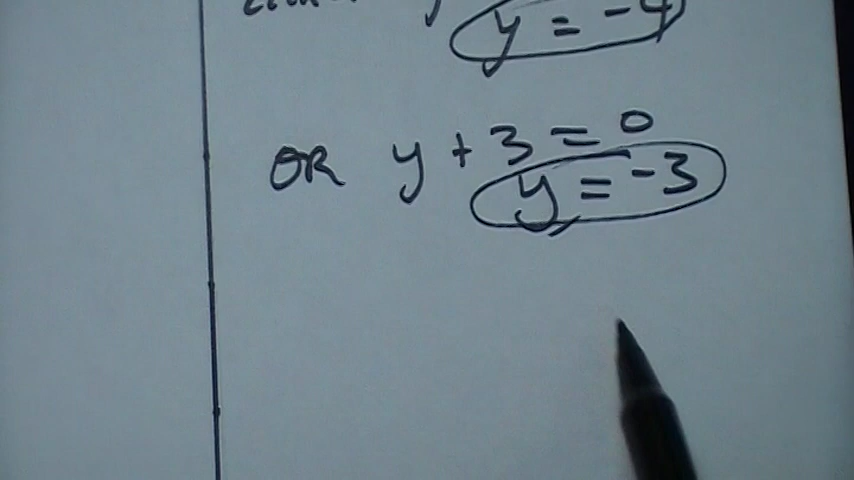 y = -4
OR y + 3 = 0
y = -3